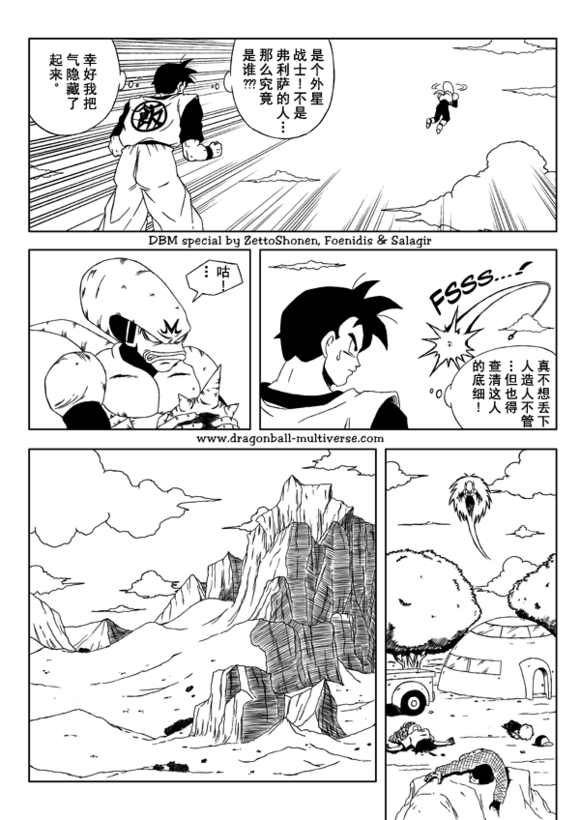 是个外星
战士！不是
弗利萨的人…
那么究竟
是谁???
幸好我把
气隐藏了
起来。
飯
DBM special by ZettoShonen, Foenidis & Salagir
FSSS...!
真不想丢下
人造人不管
…但也得
查清这人
的底细！
咕！
…
www.dragonball-multiverse.com